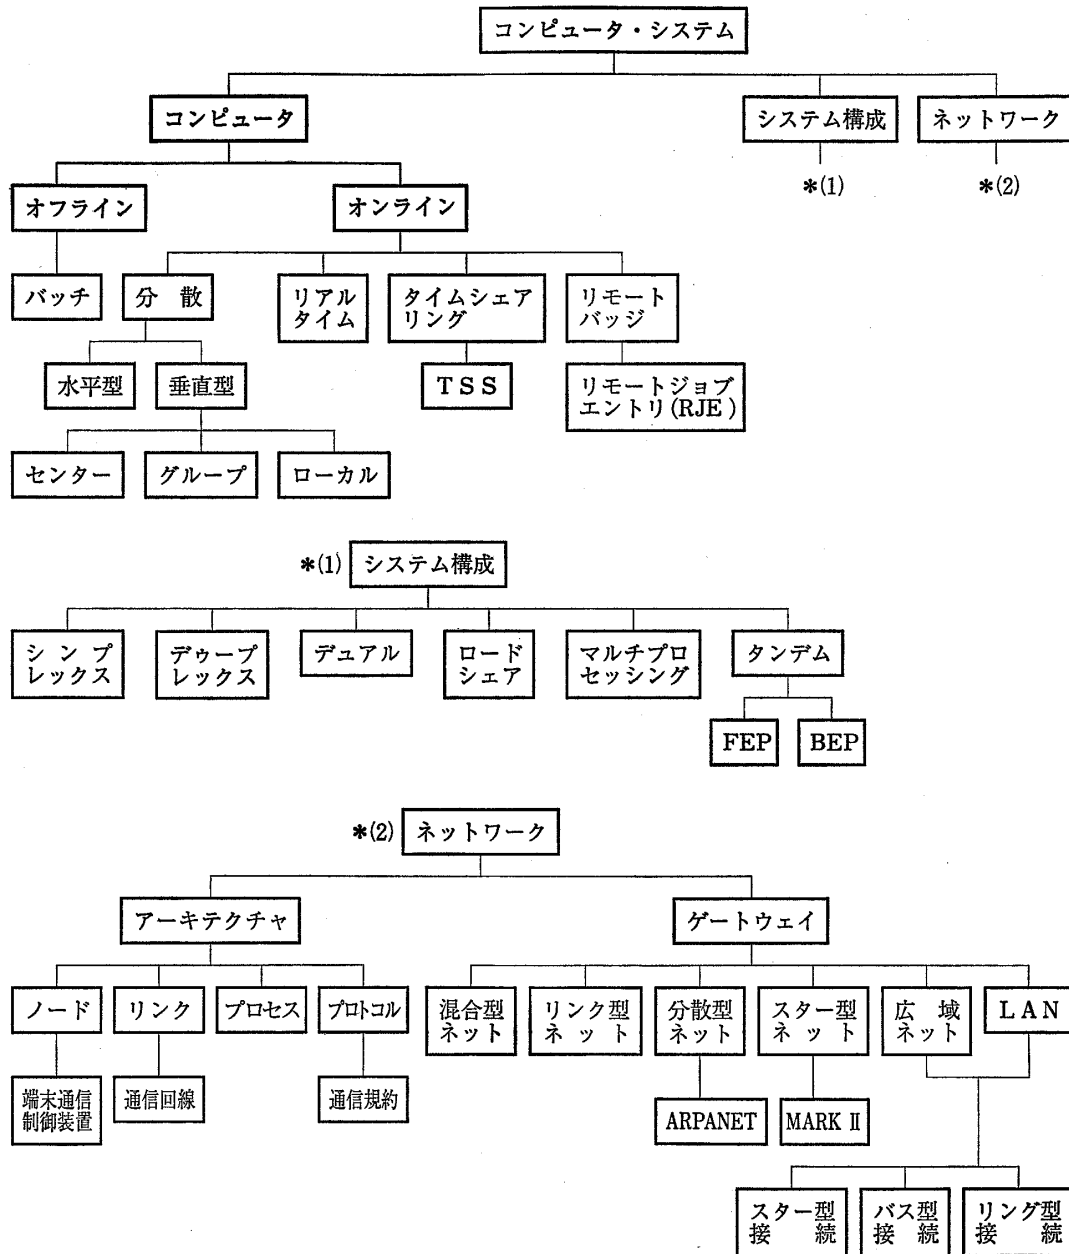 コンピュータ・システム
コンピュータ
システム構成
ネットワーク
*(1)
*(2)
オフライン
オンライン
バッチ
分散
リアル
タイム
タイムシェア
リング
リモート
バッジ
水平型
垂直型
TSS
リモートジョブ
エントリ(RJE)
センター
グループ
ローカル
*(1) システム構成
シンプ
レックス
デゥープ
レックス
デュアル
ロード
シェア
マルチプロ
セッシング
タンデム
FEP
BEP
*(2) ネットワーク
アーキテクチャ
ゲートウェイ
ノード
リンク
プロセス
プロトコル
混合型
ネット
リンク型
ネット
分散型
ネット
スター型
ネット
広域
ネット
LAN
端末通信
制御装置
通信回線
通信規約
ARPANET
MARK II
スター型
接続
バス型
接続
リング型
接続